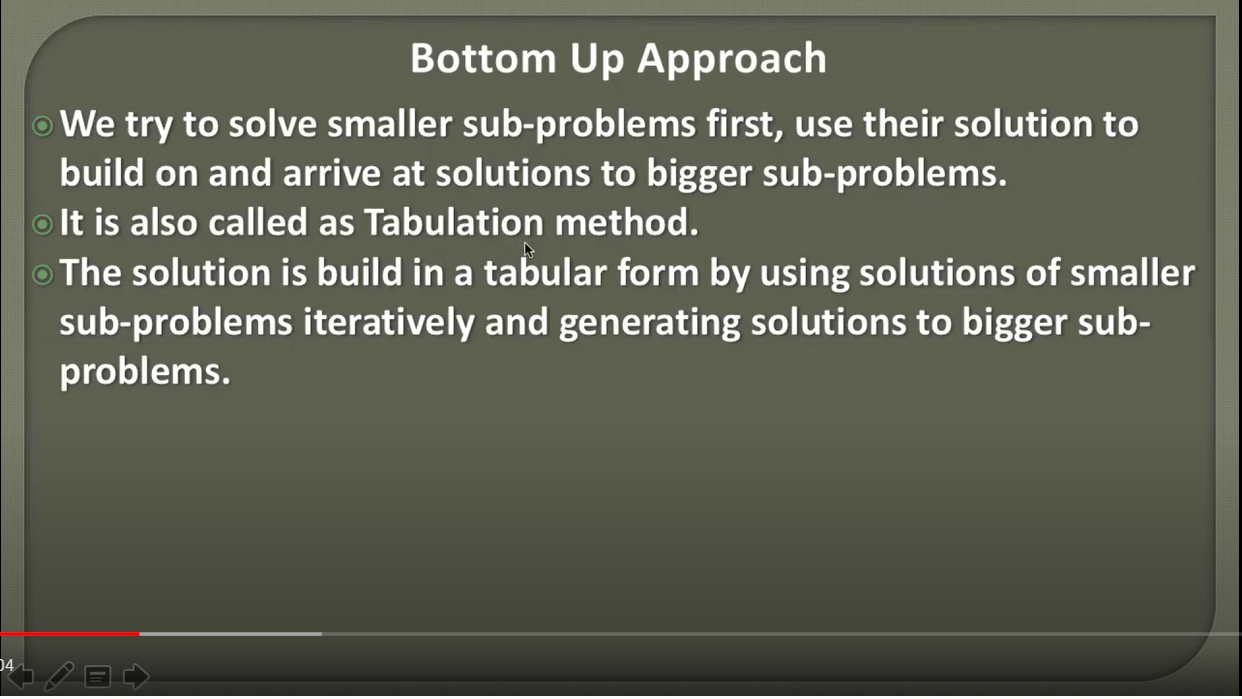 Bottom Up Approach
We try to solve smaller sub-problems first, use their solution to
build on and arrive at solutions to bigger sub-problems.
It is also called as Tabulation method.
The solution is build in a tabular form by using solutions of smaller
sub-problems iteratively and generating solutions to bigger sub-
problems.
04